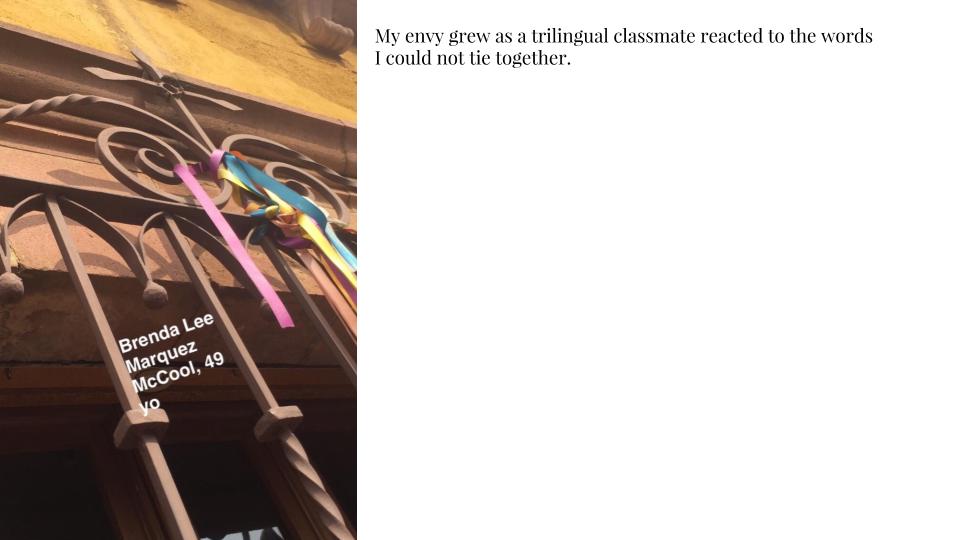 My envy grew as a trilingual classmate reacted to the words
I could not tie together.
Brenda Lee
Marquez
McCool, 49
yo